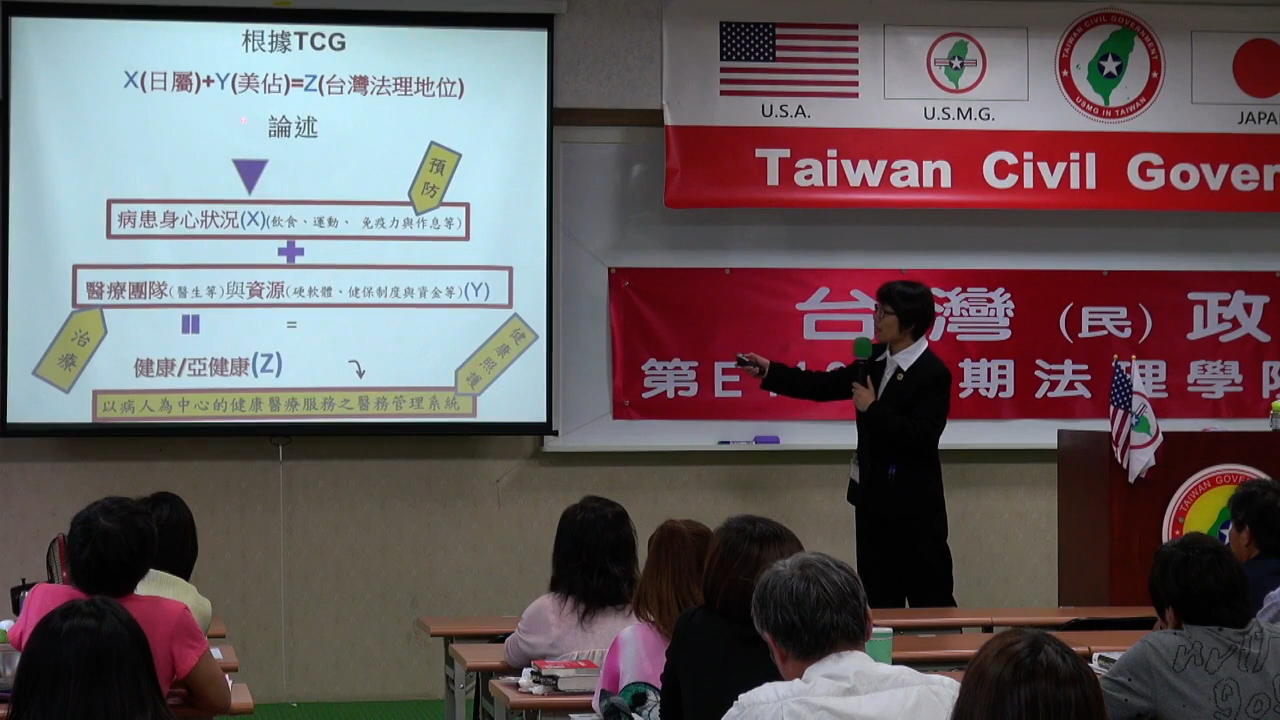 根據TCG
X(日屬)+Y(美佔)=Z(台灣法理地位)
論述
預防
病患身心狀況(X)(飲食、運動、 免疫力與作息等)
醫療團隊(醫生等)與資源(硬軟體、健保制度與資金等)(Y)
治療
=
健康照護
健康/亞健康(Z)
以病人為中心的健康醫療服務之醫務管理系統
U.S.A.
U.S.M.G.
TAIWAN CIVIL GOVERNMENT
USMG IN TAIWAN
JAPA
Taiwan Civil Gover
台灣（民）政
第E
期法理學
TAIWAN GOVER